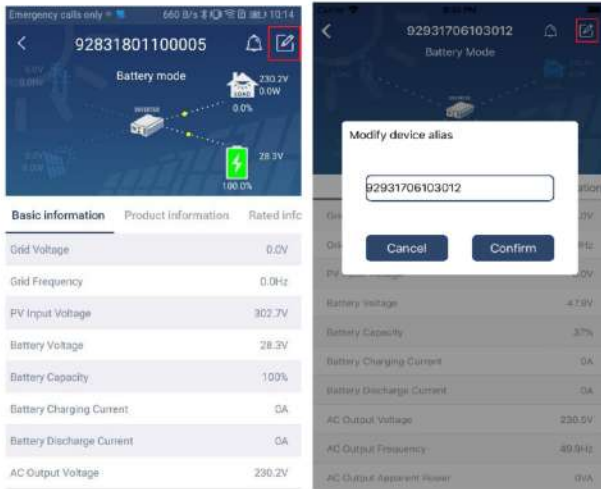 Emergency calls only
660 B/s
10:14
92831801100005
Battery mode
230.2V
0.0W
LOAD
0.0%
INVERTER
28.3V
100.0%
Basic information Product information Rated info
Grid Voltage 0.0V
Grid Frequency 0.0Hz
PV Input Voltage 302.7V
Battery Voltage 28.3V
Battery Capacity 100%
Battery Charging Current 0A
Battery Discharge Current 0A
AC Output Voltage 230.2V
92931706103012
Battery Mode
Modify device alias
92931706103012
Cancel Confirm
Battery Voltage 47.9V
Battery Capacity 37%
Battery Charging Current 0A
Battery Discharge Current 0A
AC Output Voltage 230.5V
AC Output Frequency 49.9Hz
AC Output Apparent Power 0VA